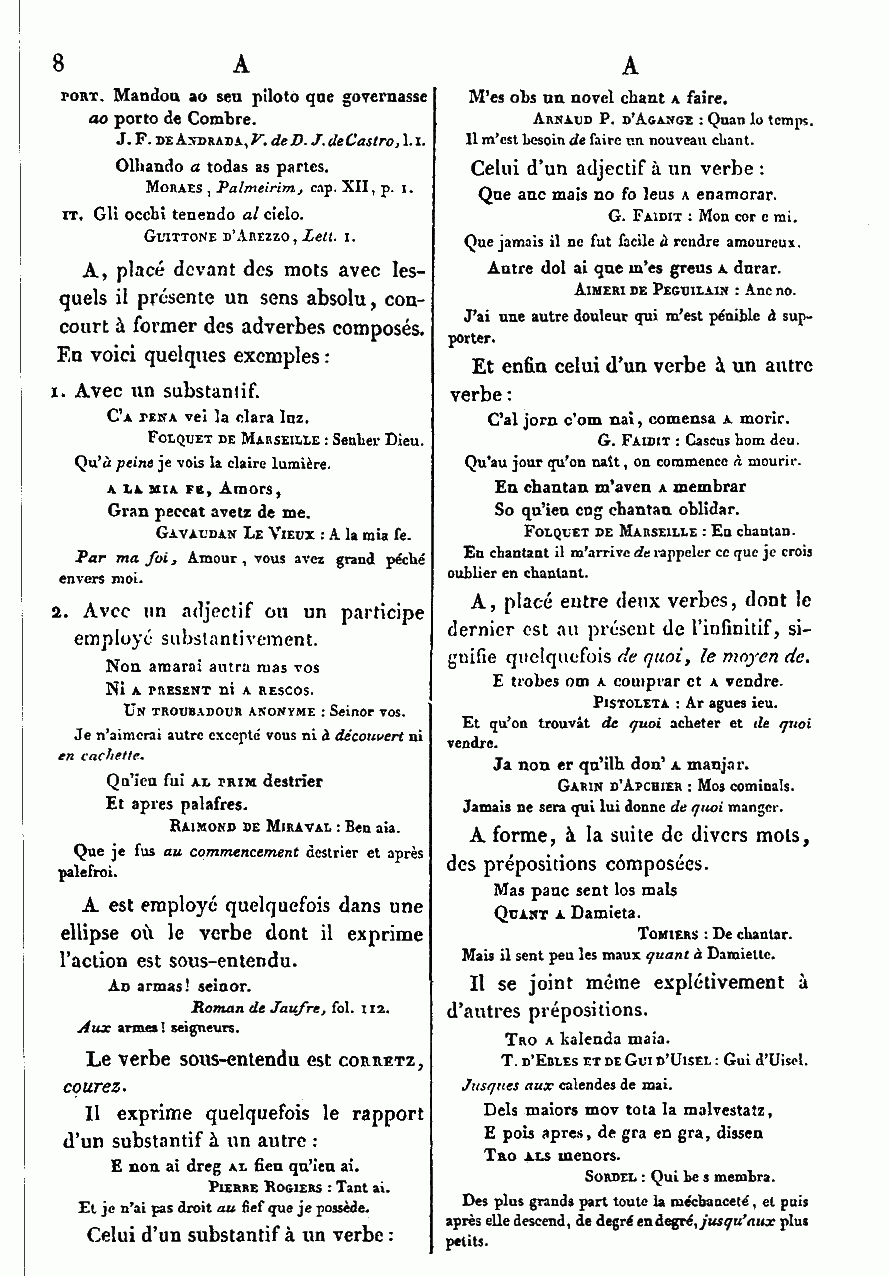 8 A
PORT. Mandou ao seu piloto que governasse
ao porto de Combre.
J. F. DE ANDRADA, V. de D. J. de Castro, l. 1.
Olhando a todas as partes.
MORAES, Palmeirim, cap. XII, p. 1.
IT. Gli occhi tenendo al cielo.
GUITTONE D'AREZZO, Lett. 1.
A, placé devant des mots avec les-
quels il présente un sens absolu, con-
court à former des adverbes composés.
En voici quelques exemples :
1. Avec un substantif.
C'A PENA vei la clara luz.
FOLQUET DE MARSEILLE : Senher Dieu.
Qu'à peine je vois la claire lumière.
A LA MIA FE, Amors,
Gran peccat avetz de me.
GAVAUDAN LE VIEUX : A la mia fe.
Par ma foi, Amour, vous avez grand péché
envers moi.
2. Avec un adjectif ou un participe
employé substantivement.
Non amarai autra mas vos
Ni A PRESENT ni A RESCOS.
UN TROUBADOUR ANONYME : Seinor vos.
Je n'aimerai autre excepté vous ni à découvert ni
en cachette.
Qu'ieu fui AL PRIM destrier
Et apres palafres.
RAIMOND DE MIRAVAL : Ben aia.
Que je fus au commencement destrier et après
palefroi.
A est employé quelquefois dans une
ellipse où le verbe dont il exprime
l'action est sous-entendu.
AD armas! seinor.
Roman de Jaufre, fol. 112.
Aux armes! seigneurs.
Le verbe sous-entendu est CORRETZ,
courez.
Il exprime quelquefois le rapport
d'un substantif à un autre :
E non ai dreg AL fieu qu'ieu ai.
PIERRE ROGIERS : Tant ai.
Et je n'ai pas droit au fief que je possède.
Celui d'un substantif à un verbe :
A
M'es obs un novel chant A faire.
ARNAUD P. D'AGANGE : Quan lo temps.
Il m'est besoin de faire un nouveau chant.
Celui d'un adjectif à un verbe :
Que anc mais no fo leus A enamorar.
G. FAIDIT : Mon cor e mi.
Que jamais il ne fut facile à rendre amoureux.
Autre dol ai que m'es greus A durar.
AIMERI DE PEGUILAIN : Anc no.
J'ai une autre douleur qui m'est pénible à sup-
porter.
Et enfin celui d'un verbe à un autre
verbe :
C'al jorn c'om nai, comensa A morir.
G. FAIDIT : Cascus hom deu.
Qu'au jour qu'on naît, on commence à mourir.
En chantan m'aven A membrar
So qu'ieu cug chantan oblidar.
FOLQUET DE MARSEILLE : En chantan.
En chantant il m'arrive de rappeler ce que je crois
oublier en chantant.
A, placé entre deux verbes, dont le
dernier est au présent de l'infinitif, si-
gnifie quelquefois de quoi, le moyen de.
E trobes om A comprar et A vendre.
PISTOLETA : Ar agues ieu.
Et qu'on trouvât de quoi acheter et de quoi
vendre.
Ja non er qu'ilh don' A manjar.
GARIN D'APCHIER : Mos cominals.
Jamais ne sera qui lui donne de quoi manger.
A forme, à la suite de divers mots,
des prépositions composées.
Mas pauc sent los mals
QUANT A Damieta.
TOMIERS : De chantar.
Mais il sent peu les maux quant à Damiette.
Il se joint même explétivement à
d'autres prépositions.
TRO A kalenda maia.
T. D'EBLES ET DE GUI D'UISEL : Gui d'Uisel.
Jusques aux calendes de mai.
Dels maiors mov tota la malvestatz,
E pois apres, de gra en gra, dissen
TRO ALS menors.
SORDEL : Qui be s membra.
Des plus grands part toute la méchanceté, et puis
après elle descend, de degré en degré, jusqu'aux plus
petits.